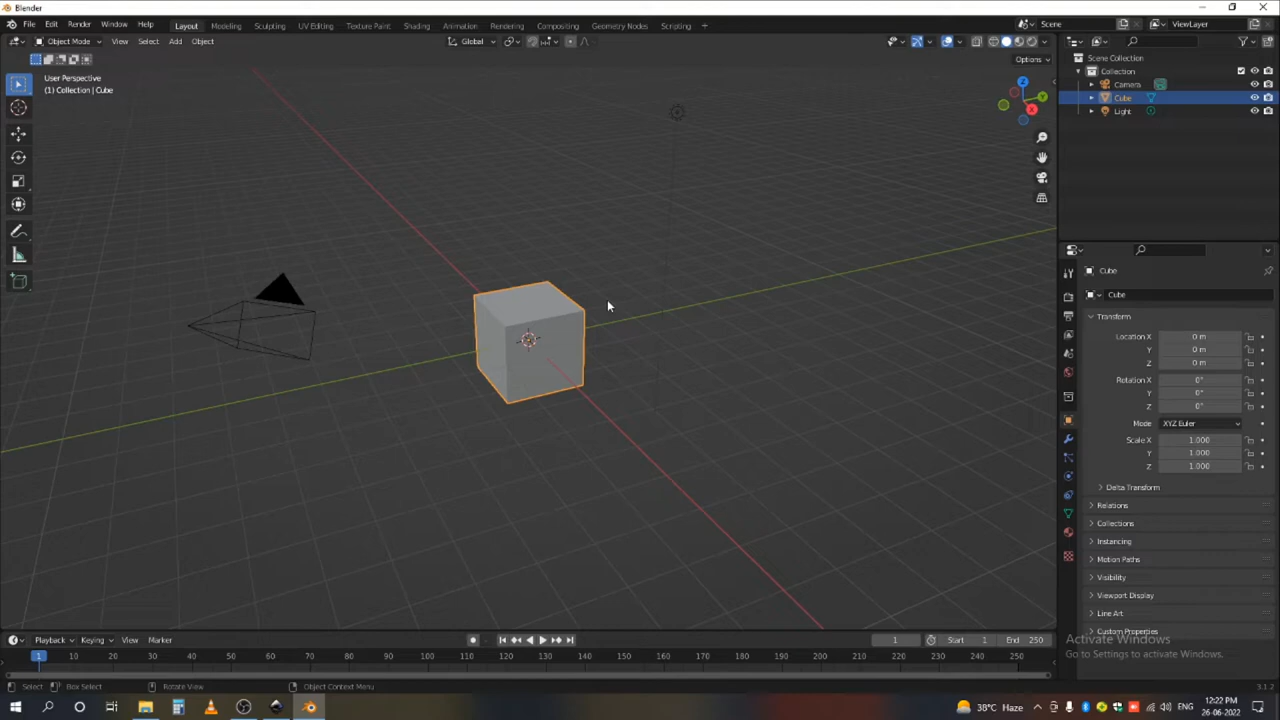 Blender
File Edit Render Window Help Layout Modeling Sculpting UV Editing Texture Paint Shading Animation Rendering Compositing Geometry Nodes Scripting + Scene ViewLayer
Object Mode View Select Add Object Global
Options
User Perspective
(1) Collection | Cube
Z
Y
X
Scene Collection
Collection
Camera
Cube
Light
Cube
Cube
Transform
Location X 0 m
Y 0 m
Z 0 m
Rotation X 0°
Y 0°
Z 0°
Mode XYZ Euler
Scale X 1.000
Y 1.000
Z 1.000
Delta Transform
Relations
Collections
Instancing
Motion Paths
Visibility
Viewport Display
Line Art
Custom Properties
Activate Windows
Go to Settings to activate Windows.
Playback Keying View Marker 1 Start 1 End 250
1 10 20 30 40 50 60 70 80 90 100 110 120 130 140 150 160 170 180 190 200 210 220 230 240 250
Select Box Select Rotate View Object Context Menu 3.1.2
38°C Haze ENG 12:22 PM
26-06-2022